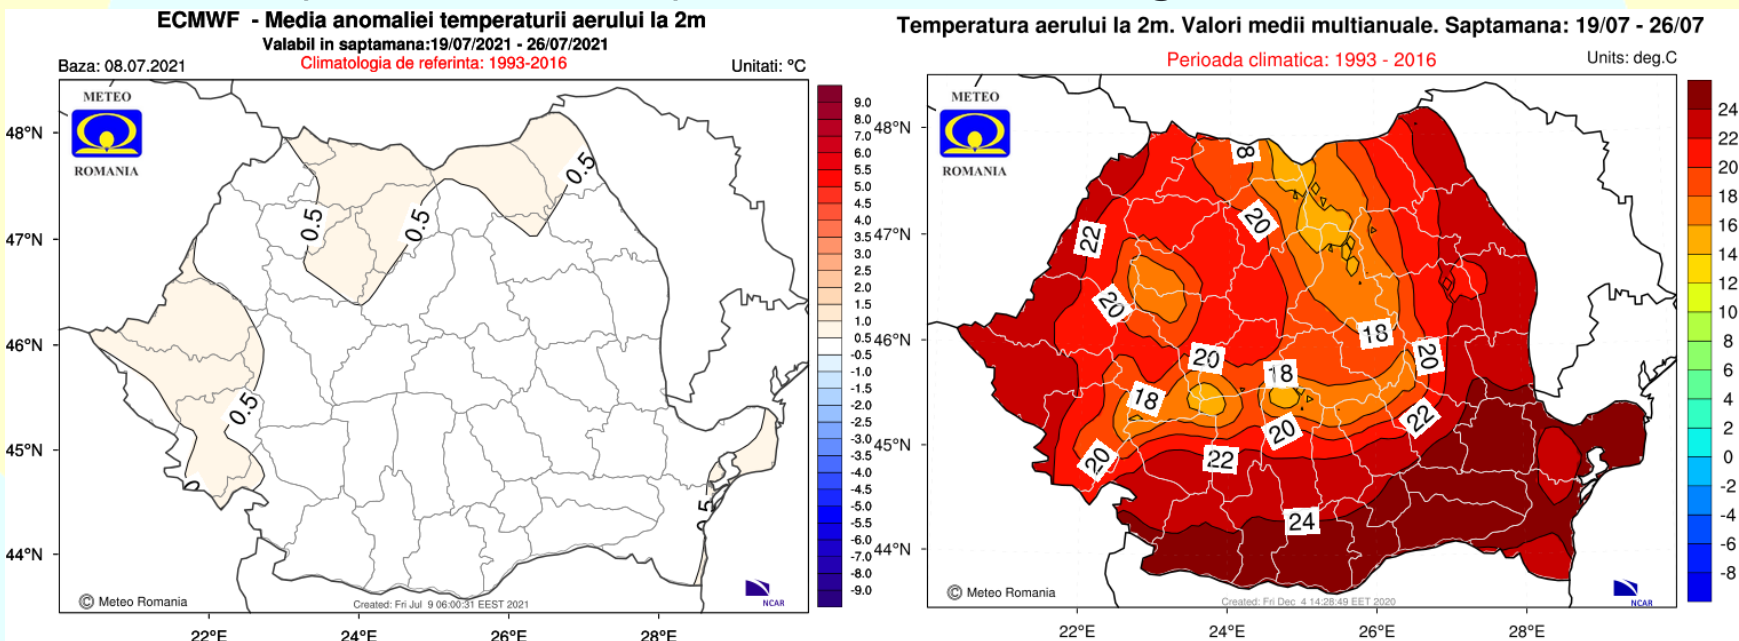 ECMWF - Media anomaliei temperaturii aerului la 2m
Valabil in saptamana:19/07/2021 - 26/07/2021
Baza: 08.07.2021
Climatologia de referinta: 1993-2016
Unitati: °C
METEO
ROMANIA
48°N
47°N
46°N
45°N
44°N
0.5
0.5
0.5
0.5
0
.5
9.0
8.0
7.0
6.0
5.0
4.5
4.0
3.5
3.0
2.5
2.0
1.5
1.0
0.5
-0.5
-1.0
-1.5
-2.0
-2.5
-3.0
-3.5
-4.0
-4.5
-5.0
-5.5
-6.0
-7.0
-8.0
-9.0
© Meteo Romania
Created: Fri Jul 9 06:00:31 EEST 2021
NCAR
22°E
24°E
26°E
28°E
Temperatura aerului la 2m. Valori medii multianuale. Saptamana: 19/07 - 26/07
Perioada climatica: 1993 - 2016
Units: deg.C
METEO
ROMANIA
48°N
47°N
46°N
45°N
44°N
8
20
22
20
18
20
20
18
18
22
20
20
22
24
24
22
20
18
16
14
12
10
8
6
4
2
0
-2
-4
-6
-8
© Meteo Romania
Created: Fri Dec 4 14:28:49 EET 2020
NCAR
22°E
24°E
26°E
28°E